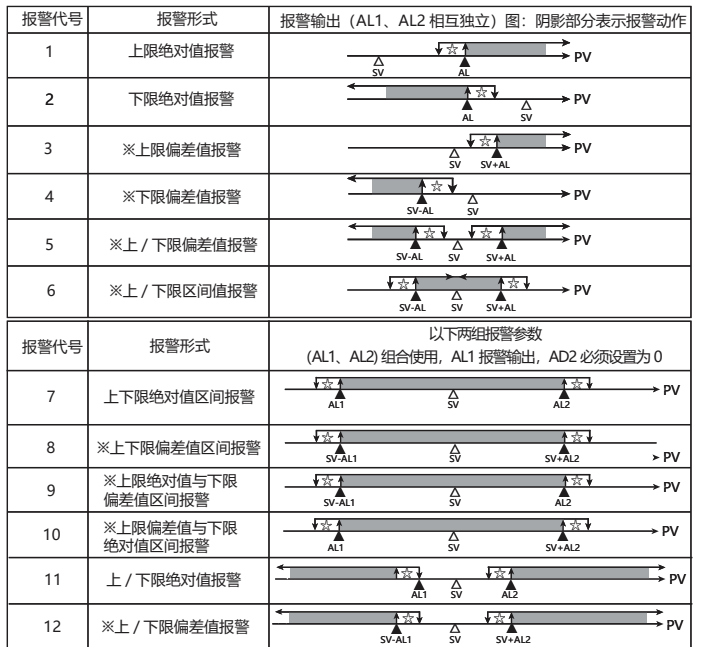 报警代号 报警形式 报警输出（AL1、AL2 相互独立）图：阴影部分表示报警动作
1 上限绝对值报警 ☆ PV
SV AL
2 下限绝对值报警 ☆ PV
AL SV
3 ※上限偏差值报警 ☆ PV
SV SV+AL
4 ※下限偏差值报警 ☆ PV
SV-AL SV
5 ※上 / 下限偏差值报警 ☆ ☆ PV
SV-AL SV SV+AL
6 ※上 / 下限区间值报警 ☆ ☆ PV
SV-AL SV SV+AL
报警代号 报警形式 以下两组报警参数
(AL1、AL2) 组合使用，AL1 报警输出，AD2 必须设置为 0
7 上下限绝对值区间报警 ☆ ☆ PV
AL1 SV AL2
8 ※上下限偏差值区间报警 ☆ ☆ PV
SV-AL1 SV SV+AL2
9 ※上限绝对值与下限
偏差值区间报警 ☆ ☆ PV
SV-AL1 SV AL2
10 ※上限偏差值与下限
绝对值区间报警 ☆ ☆ PV
AL1 SV SV+AL2
11 上 / 下限绝对值报警 ☆ ☆ PV
AL1 SV AL2
12 ※上 / 下限偏差值报警 ☆ ☆ PV
SV-AL1 SV SV+AL2